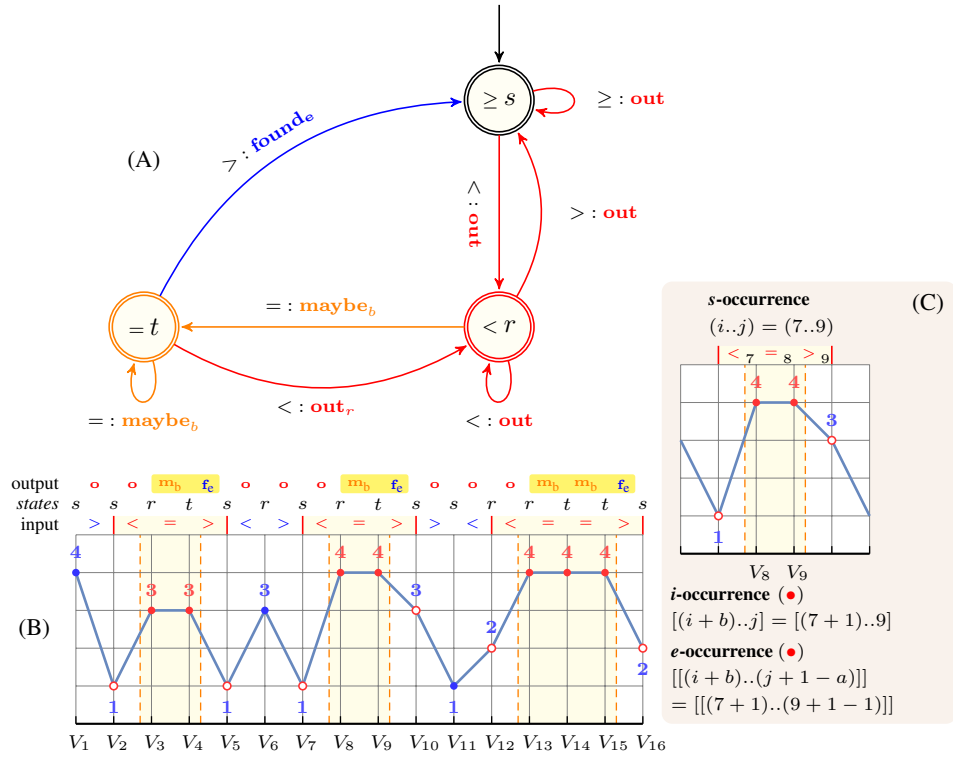 ≥ s
≥ : out
> : found_e
(A)
< : out
> : out
= : maybe_b
= t
< r
= : maybe_b
< : out_r
< : out
output o o m_b f_e o o o m_b f_e o o o m_b m_b f_e
states s s r t s r s r t s s r r t t s
input > < = > < > < = > > < < = = >
4 1 3 3 1 3 1 4 4 3 1 2 4 4 4 2
(B)
V_1 V_2 V_3 V_4 V_5 V_6 V_7 V_8 V_9 V_10 V_11 V_12 V_13 V_14 V_15 V_16
(C)
s-occurrence
(i..j) = (7..9)
< 7 = 8 > 9
4 4
3
1
V_8 V_9
i-occurrence (●)
[(i + b)..j] = [(7 + 1)..9]
e-occurrence (●)
[[(i + b)..(j + 1 − a)]]
= [[(7 + 1)..(9 + 1 − 1)]]